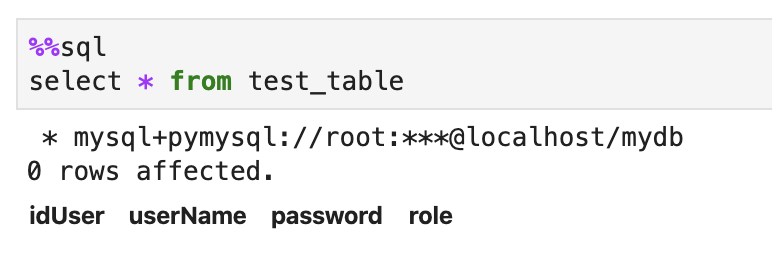 %%sql
select * from test_table
* mysql+pymysql://root:***@localhost/mydb
0 rows affected.
idUser userName password role